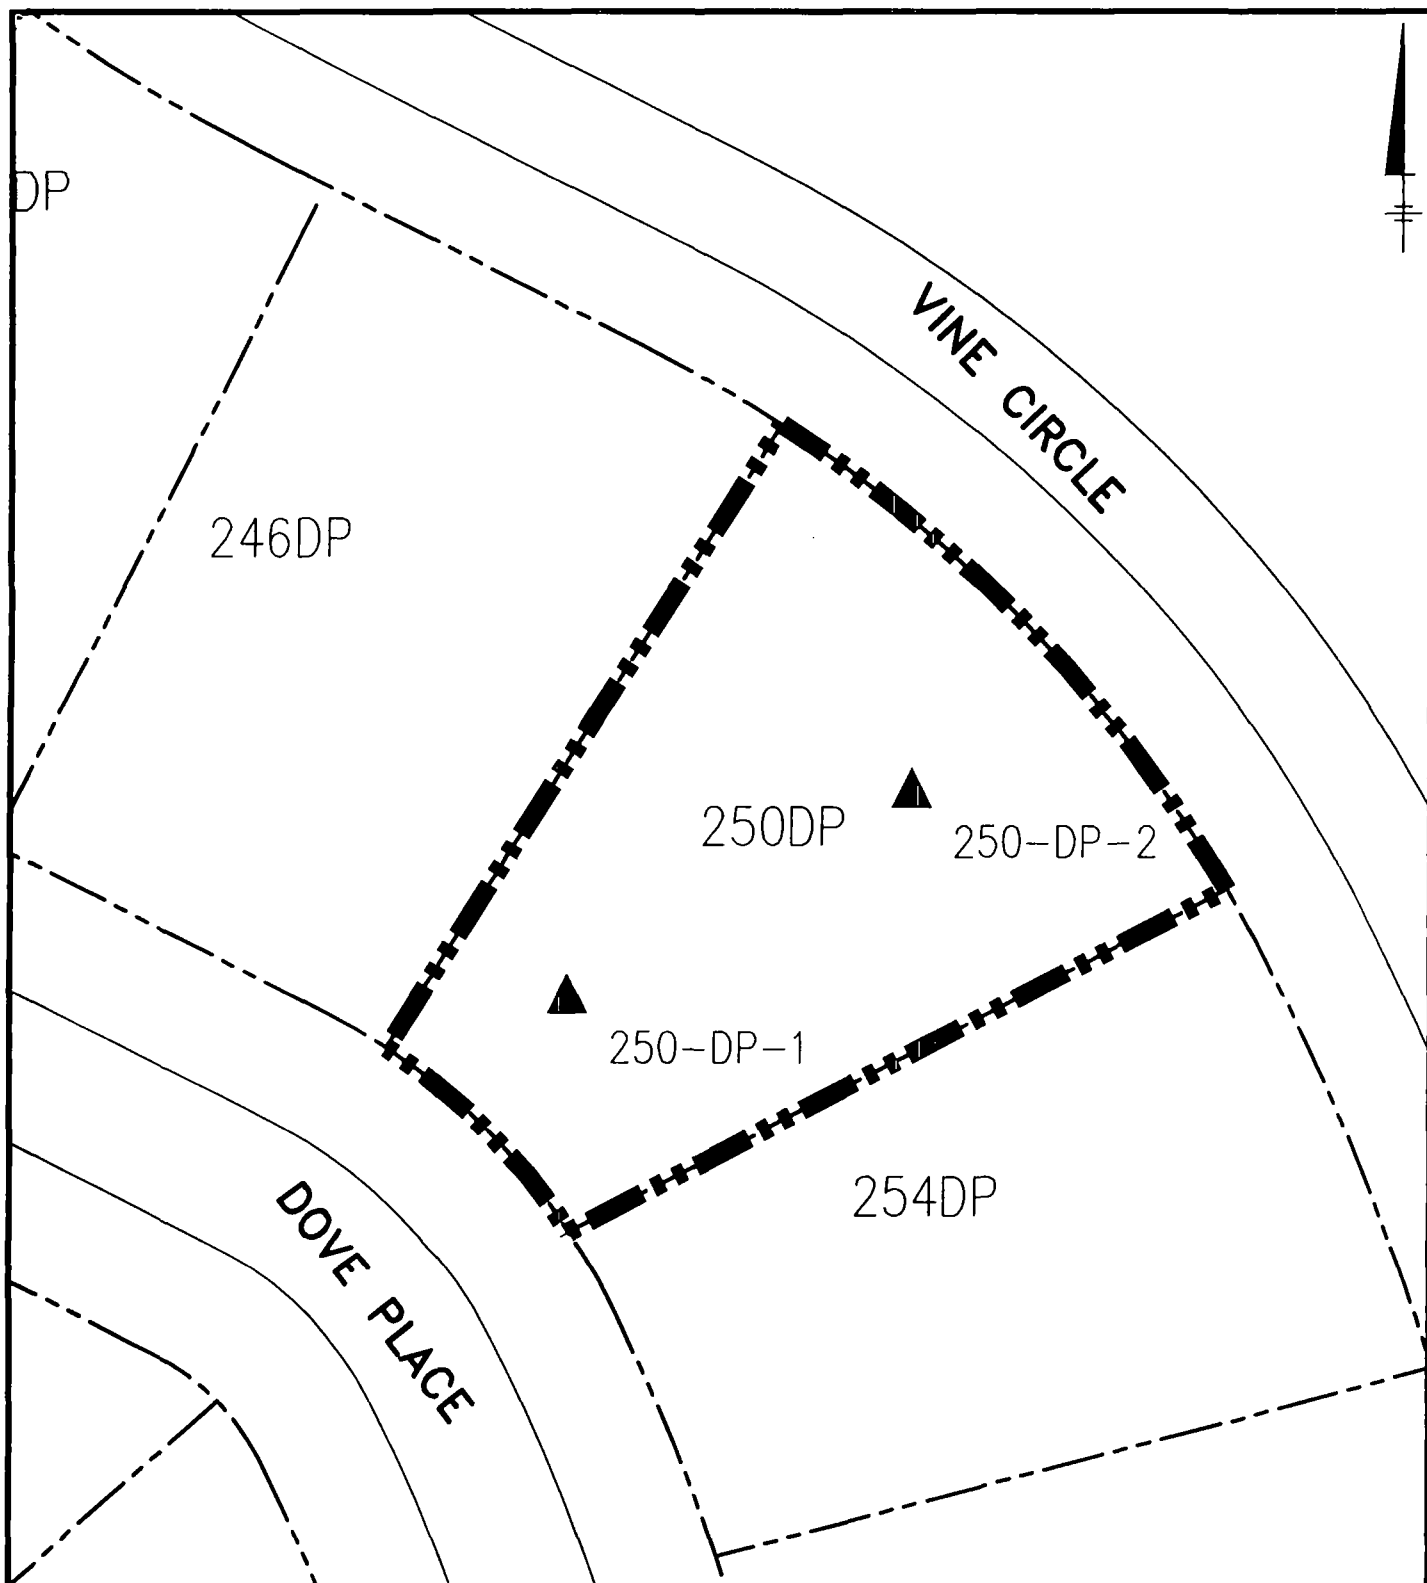 DP
VINE CIRCLE
246DP
250DP
250-DP-2
250-DP-1
254DP
DOVE PLACE